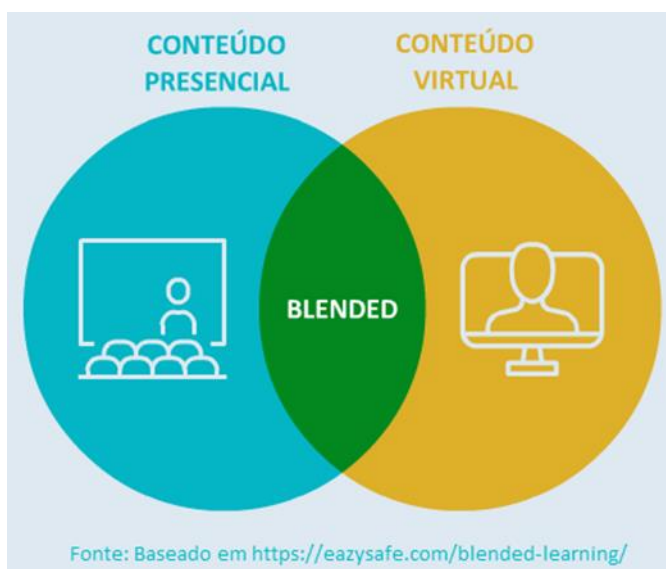 CONTEÚDO
PRESENCIAL
CONTEÚDO
VIRTUAL
BLENDED
Fonte: Baseado em https://eazysafe.com/blended-learning/